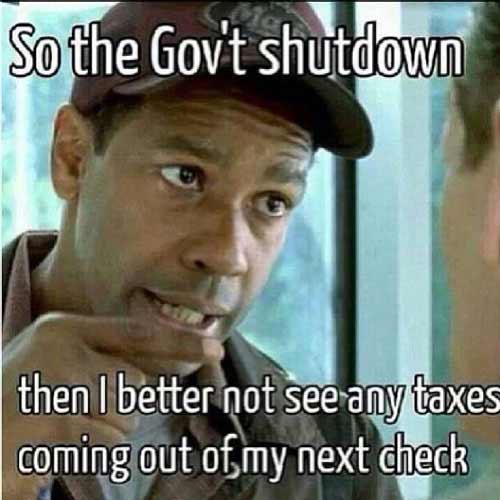 So the Gov't shutdown
then I better not see any taxes
coming out of my next check